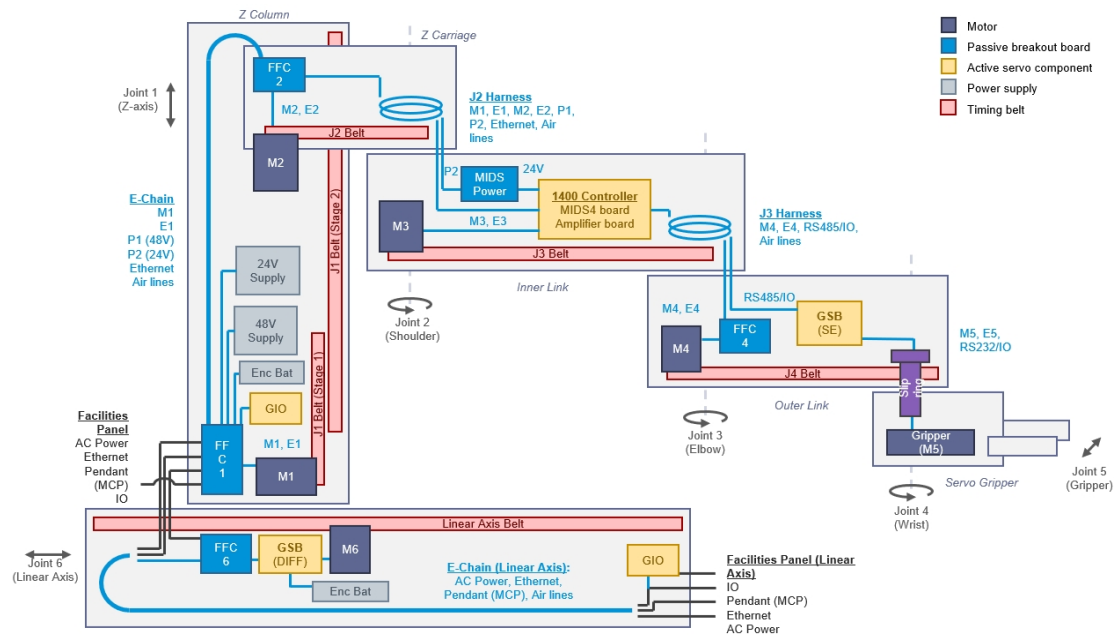 Z Column
Z Carriage
Motor
Passive breakout board
Active servo component
Power supply
Timing belt
FFC
2
Joint 1
(Z-axis)
M2, E2
J2 Harness
M1, E1, M2, E2, P1,
P2, Ethernet, Air
lines
J2 Belt
M2
P2
MIDS
Power
24V
1400 Controller
MIDS4 board
Amplifier board
E-Chain
M1
E1
P1 (48V)
P2 (24V)
Ethernet
Air lines
J1 Belt (Stage 2)
M3
M3, E3
J3 Harness
M4, E4, RS485/IO,
Air lines
J3 Belt
24V
Supply
Inner Link
48V
Supply
Joint 2
(Shoulder)
M4, E4
RS485/IO
GSB
(SE)
FFC
4
M4
M5, E5,
RS232/IO
J4 Belt
Slip
ring
Enc Bat
J1 Belt (Stage 1)
GIO
Outer Link
Facilities
Panel
AC Power
Ethernet
Pendant
(MCP)
IO
FF
C
1
M1, E1
M1
Joint 3
(Elbow)
Gripper
(M5)
Joint 5
(Gripper)
Servo Gripper
Joint 4
(Wrist)
Linear Axis Belt
Joint 6
(Linear Axis)
FFC
6
GSB
(DIFF)
M6
Enc Bat
E-Chain (Linear Axis):
AC Power, Ethernet,
Pendant (MCP), Air lines
GIO
Facilities Panel (Linear
Axis)
IO
Pendant (MCP)
Ethernet
AC Power